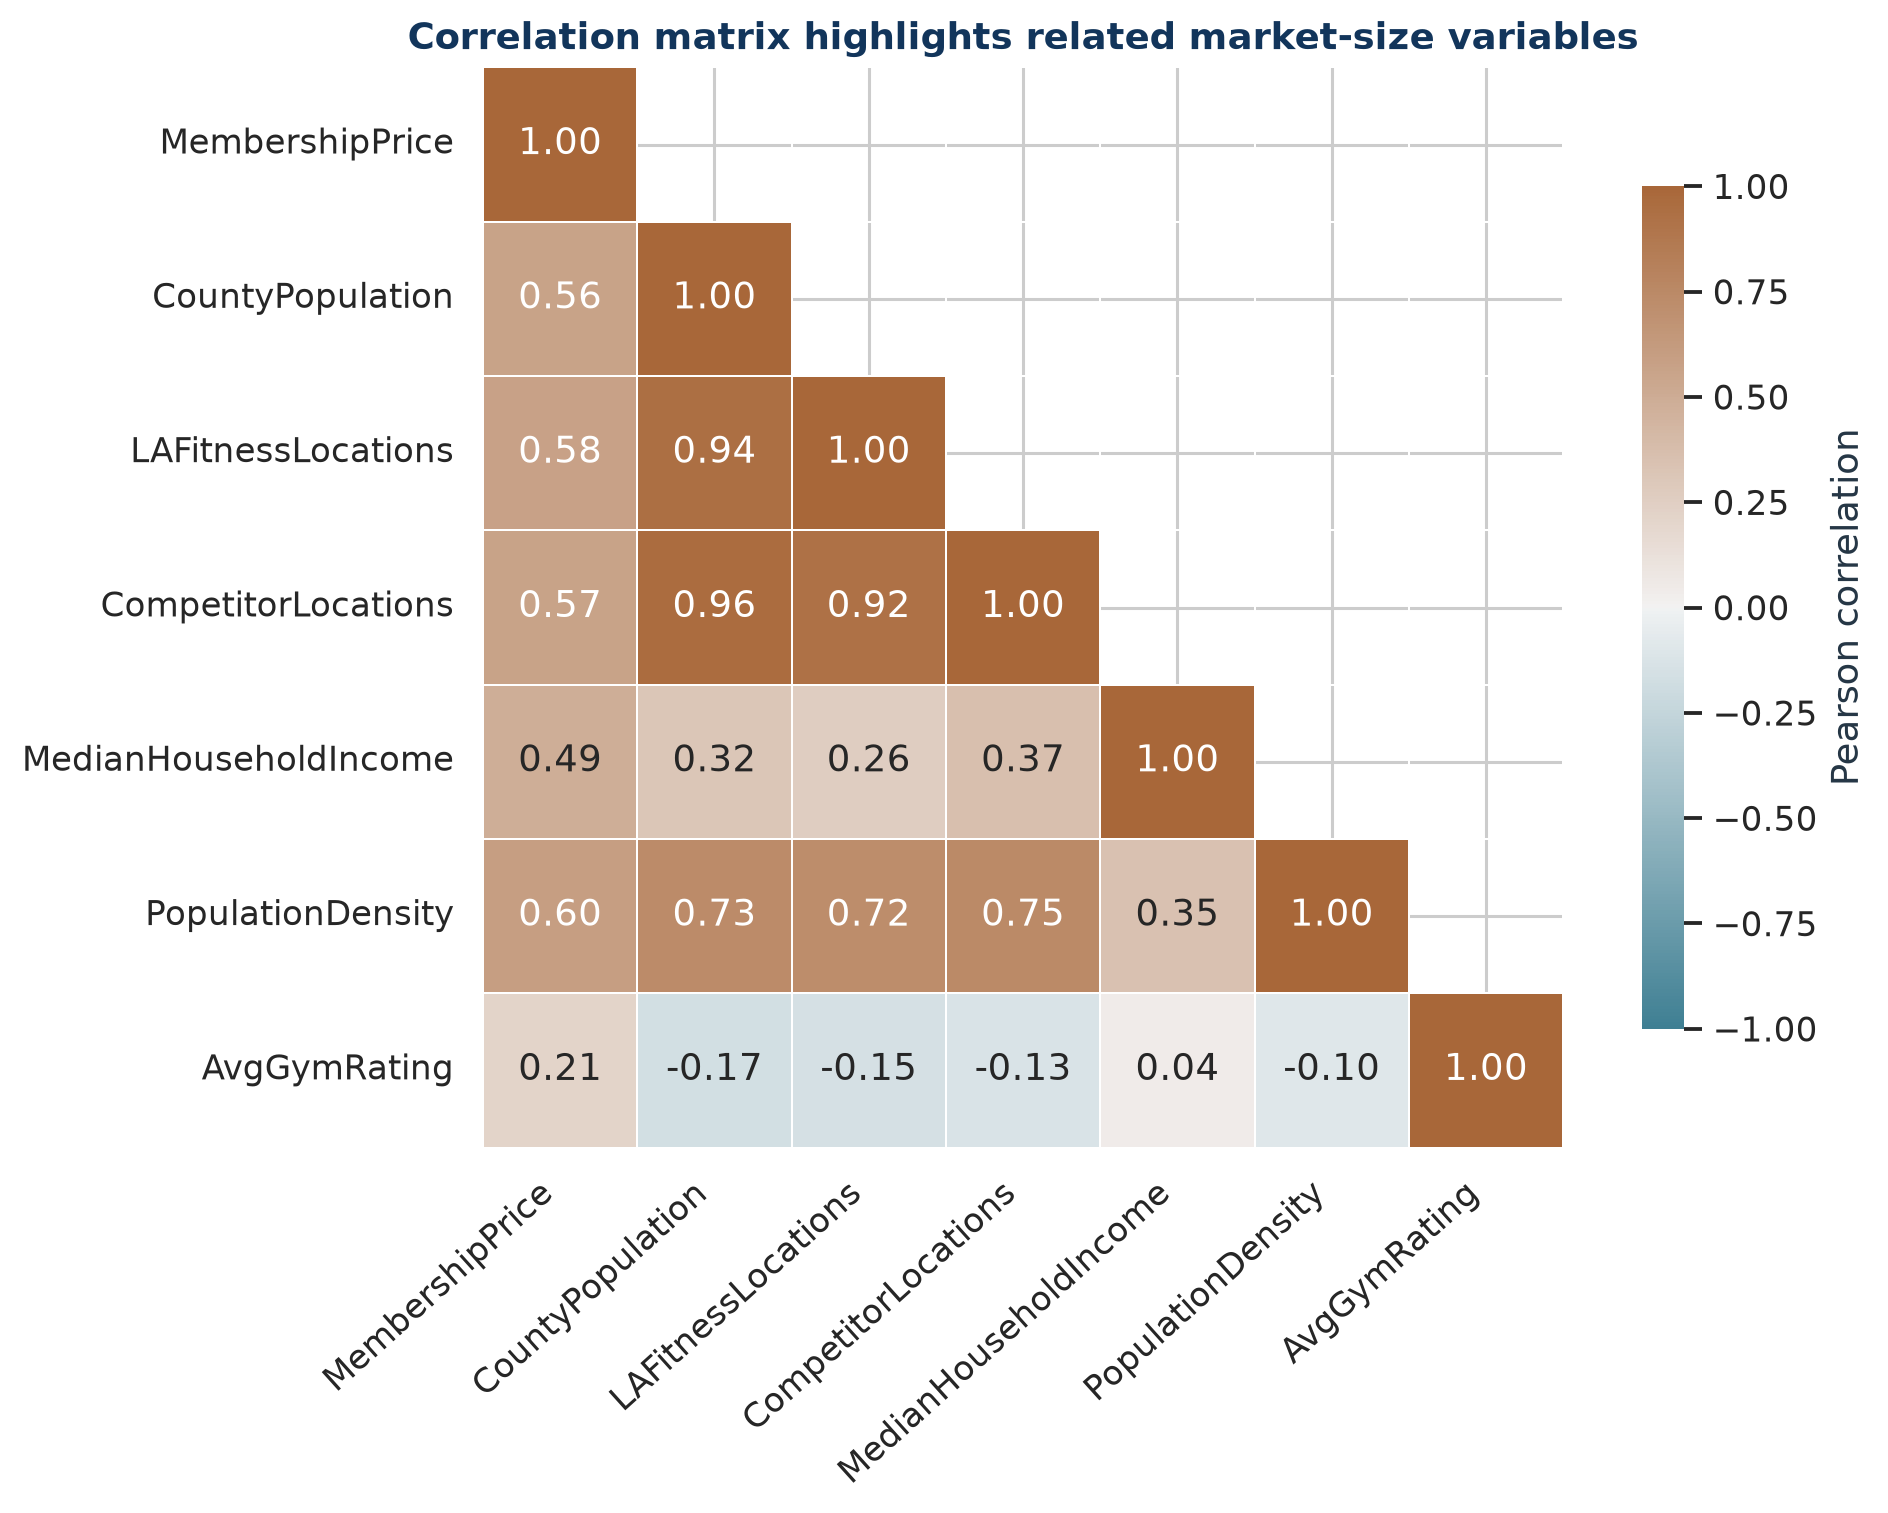 Correlation matrix highlights related market-size variables
MembershipPrice 1.00
CountyPopulation 0.56 1.00
LAFitnessLocations 0.58 0.94 1.00
CompetitorLocations 0.57 0.96 0.92 1.00
MedianHouseholdIncome 0.49 0.32 0.26 0.37 1.00
PopulationDensity 0.60 0.73 0.72 0.75 0.35 1.00
AvgGymRating 0.21 -0.17 -0.15 -0.13 0.04 -0.10 1.00
MembershipPrice
CountyPopulation
LAFitnessLocations
CompetitorLocations
MedianHouseholdIncome
PopulationDensity
AvgGymRating
1.00
0.75
0.50
0.25
0.00
−0.25
−0.50
−0.75
−1.00
Pearson correlation